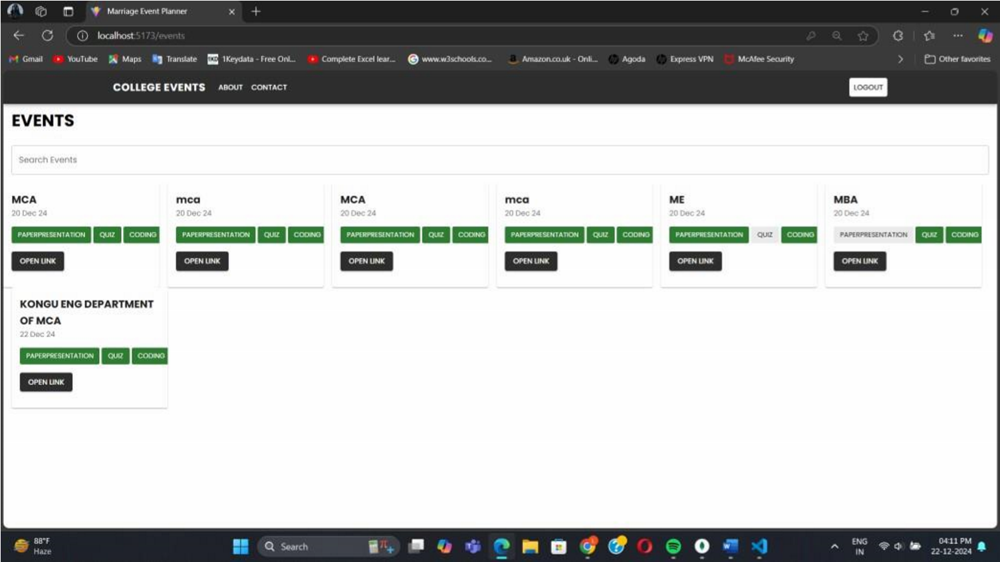 Marriage Event Planner
localhost:5173/events
Gmail
YouTube
Maps
Translate
1Keydata - Free Onl...
Complete Excel lear...
www.w3schools.co...
Amazon.co.uk - Onli...
Agoda
Express VPN
McAfee Security
Other favorites
COLLEGE EVENTS
ABOUT
CONTACT
LOGOUT
EVENTS
Search Events
MCA
20 Dec 24
PAPERPRESENTATION
QUIZ
CODING
OPEN LINK
mca
20 Dec 24
PAPERPRESENTATION
QUIZ
CODING
OPEN LINK
MCA
20 Dec 24
PAPERPRESENTATION
QUIZ
CODING
OPEN LINK
mca
20 Dec 24
PAPERPRESENTATION
QUIZ
CODING
OPEN LINK
ME
20 Dec 24
PAPERPRESENTATION
QUIZ
CODING
OPEN LINK
MBA
20 Dec 24
PAPERPRESENTATION
QUIZ
CODING
OPEN LINK
KONGU ENG DEPARTMENT
OF MCA
22 Dec 24
PAPERPRESENTATION
QUIZ
CODING
OPEN LINK
88°F
Haze
Search
ENG
IN
04:11 PM
22-12-2024